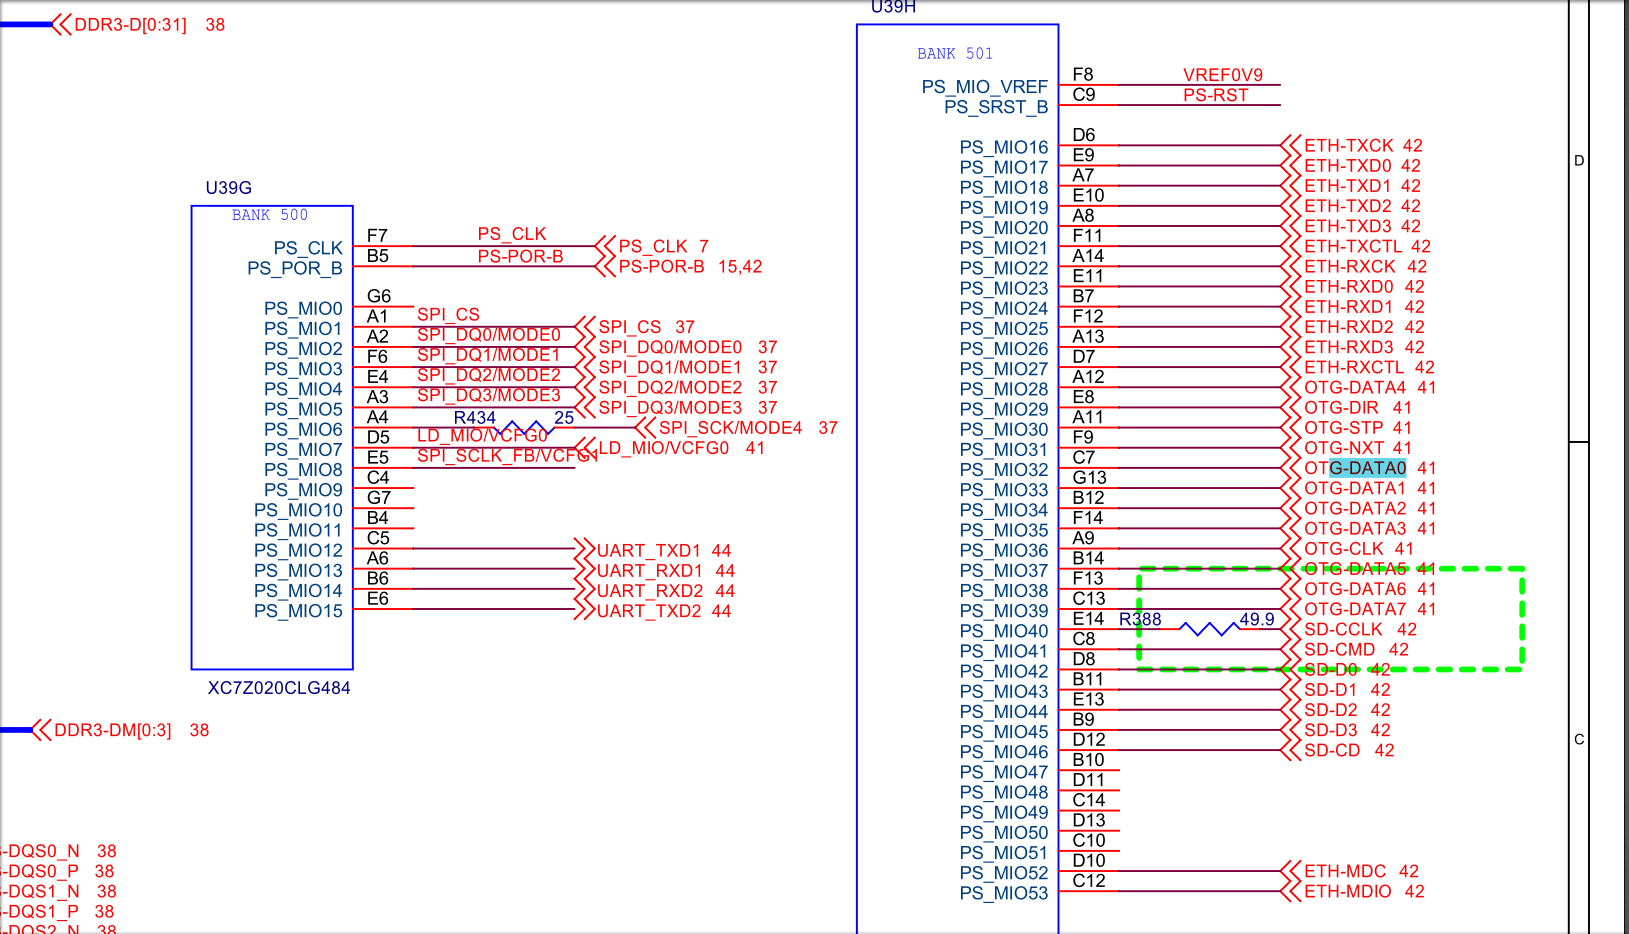 DDR3-D[0:31] 38
U39G
BANK 500
PS_CLK F7 PS_CLK PS_CLK 7
PS_POR_B B5 PS-POR-B PS-POR-B 15,42
PS_MIO0 G6
PS_MIO1 A1 SPI_CS SPI_CS 37
PS_MIO2 A2 SPI_DQ0/MODE0 SPI_DQ0/MODE0 37
PS_MIO3 F6 SPI_DQ1/MODE1 SPI_DQ1/MODE1 37
PS_MIO4 E4 SPI_DQ2/MODE2 SPI_DQ2/MODE2 37
PS_MIO5 A3 SPI_DQ3/MODE3 SPI_DQ3/MODE3 37
PS_MIO6 A4 R434 25 SPI_SCK/MODE4 37
PS_MIO7 D5 LD_MIO/VCFG0 LD_MIO/VCFG0 41
PS_MIO8 E5 SPI_SCLK_FB/VCFG1
PS_MIO9 C4
PS_MIO10 G7
PS_MIO11 B4
PS_MIO12 C5 UART_TXD1 44
PS_MIO13 A6 UART_RXD1 44
PS_MIO14 B6 UART_RXD2 44
PS_MIO15 E6 UART_TXD2 44
XC7Z020CLG484
DDR3-DM[0:3] 38
-DQS0_N 38
-DQS0_P 38
-DQS1_N 38
-DQS1_P 38
-DQS2_N 38
U39H
BANK 501
PS_MIO_VREF F8 VREF0V9
PS_SRST_B C9 PS-RST
PS_MIO16 D6 ETH-TXCK 42
PS_MIO17 E9 ETH-TXD0 42
PS_MIO18 A7 ETH-TXD1 42
PS_MIO19 E10 ETH-TXD2 42
PS_MIO20 A8 ETH-TXD3 42
PS_MIO21 F11 ETH-TXCTL 42
PS_MIO22 A14 ETH-RXCK 42
PS_MIO23 E11 ETH-RXD0 42
PS_MIO24 B7 ETH-RXD1 42
PS_MIO25 F12 ETH-RXD2 42
PS_MIO26 A13 ETH-RXD3 42
PS_MIO27 D7 ETH-RXCTL 42
PS_MIO28 A12 OTG-DATA4 41
PS_MIO29 E8 OTG-DIR 41
PS_MIO30 A11 OTG-STP 41
PS_MIO31 F9 OTG-NXT 41
PS_MIO32 C7 OTG-DATA0 41
PS_MIO33 G13 OTG-DATA1 41
PS_MIO34 B12 OTG-DATA2 41
PS_MIO35 F14 OTG-DATA3 41
PS_MIO36 A9 OTG-CLK 41
PS_MIO37 B14 OTG-DATA5 41
PS_MIO38 F13 OTG-DATA6 41
PS_MIO39 C13 OTG-DATA7 41
PS_MIO40 E14 R388 49.9 SD-CCLK 42
PS_MIO41 C8 SD-CMD 42
PS_MIO42 D8 SD-D0 42
PS_MIO43 B11 SD-D1 42
PS_MIO44 E13 SD-D2 42
PS_MIO45 B9 SD-D3 42
PS_MIO46 D12 SD-CD 42
PS_MIO47 B10
PS_MIO48 D11
PS_MIO49 C14
PS_MIO50 D13
PS_MIO51 C10
PS_MIO52 D10 ETH-MDC 42
PS_MIO53 C12 ETH-MDIO 42
D
C